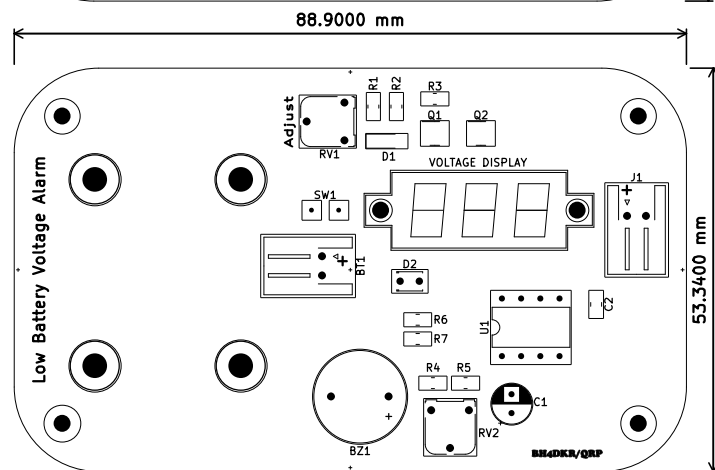 88.9000 mm
R1
R2
R3
Adjust
Q1
Q2
RV1
D1
VOLTAGE DISPLAY
J1
+
SW1
Low Battery Voltage Alarm
+
BT1
D2
53.3400 mm
C2
R6
U1
R7
R4
R5
C1
+
+
RV2
BZ1
BH4DKR/QRP